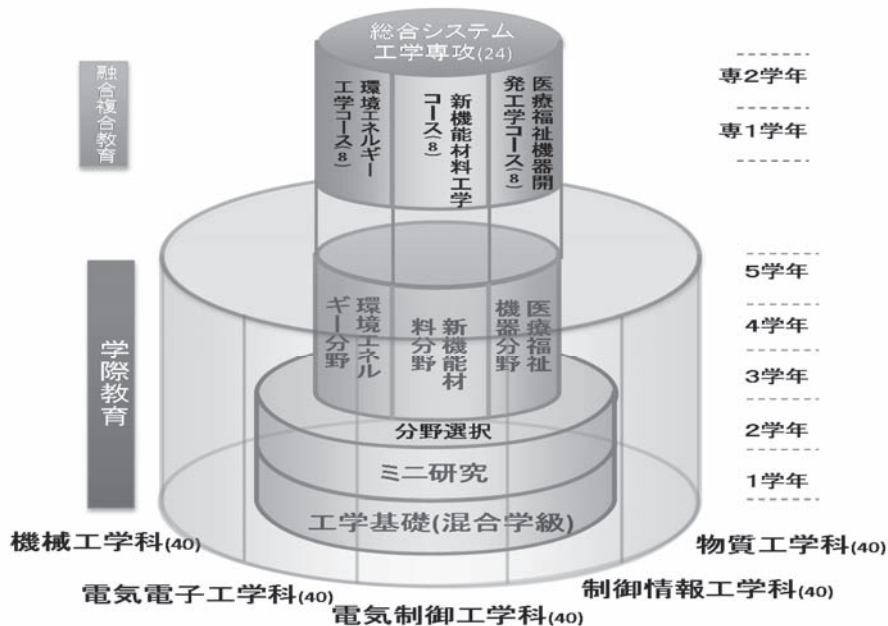 総合システム
工学専攻(24)
融合複合教育
環境エネルギー
工学コース(8)
新機能材料工学
コース(8)
医療福祉機器開
発工学コース(8)
専2学年
専1学年
学際教育
環境エネル
ギー分野
新機能材
料分野
医療福祉
機器分野
5学年
4学年
3学年
2学年
1学年
分野選択
ミニ研究
工学基礎(混合学級)
機械工学科(40)
電気電子工学科(40)
電気制御工学科(40)
制御情報工学科(40)
物質工学科(40)